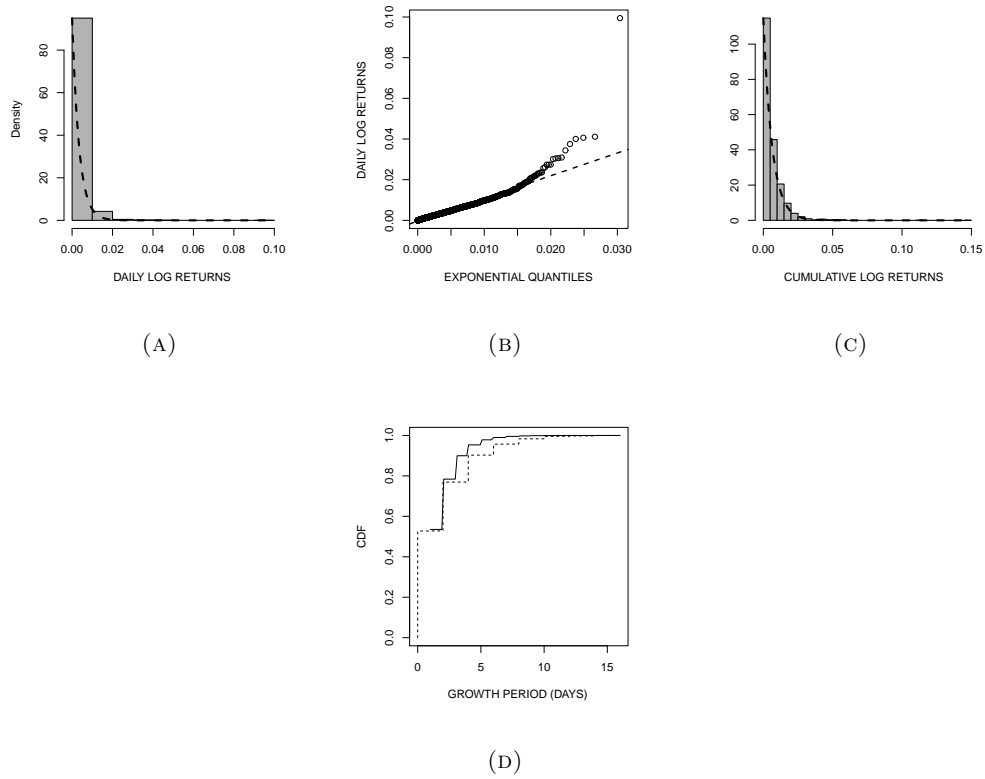 Density
0 20 40 60 80
0.00 0.02 0.04 0.06 0.08 0.10
DAILY LOG RETURNS
(A)
DAILY LOG RETURNS
0.00 0.02 0.04 0.06 0.08 0.10
0.000 0.010 0.020 0.030
EXPONENTIAL QUANTILES
(B)
0 20 40 60 80 100
0.00 0.05 0.10 0.15
CUMULATIVE LOG RETURNS
(C)
CDF
0.0 0.2 0.4 0.6 0.8 1.0
0 5 10 15
GROWTH PERIOD (DAYS)
(D)